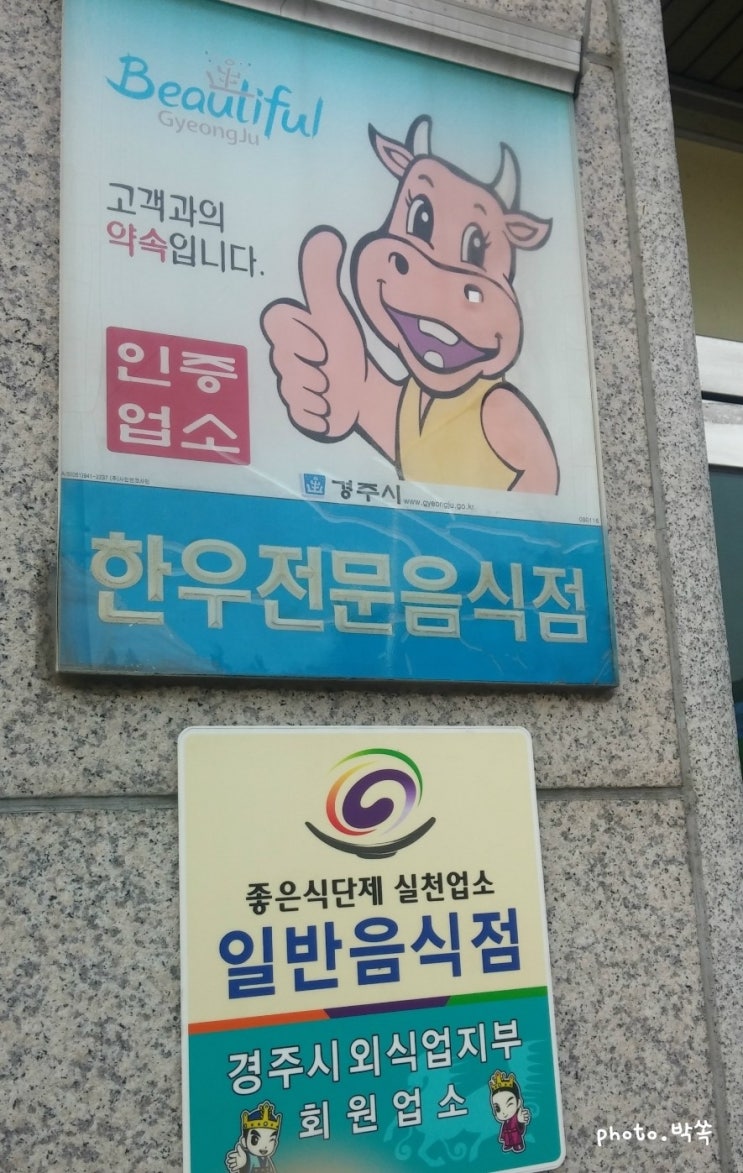 Beautiful
GyeongJu
고객과의
약속입니다.
인증
업소
경주시 www.gyeongju.go.kr
080116
한우전문음식점
좋은식단제 실천업소
일반음식점
경주시외식업지부
회원업소
photo.박쏙